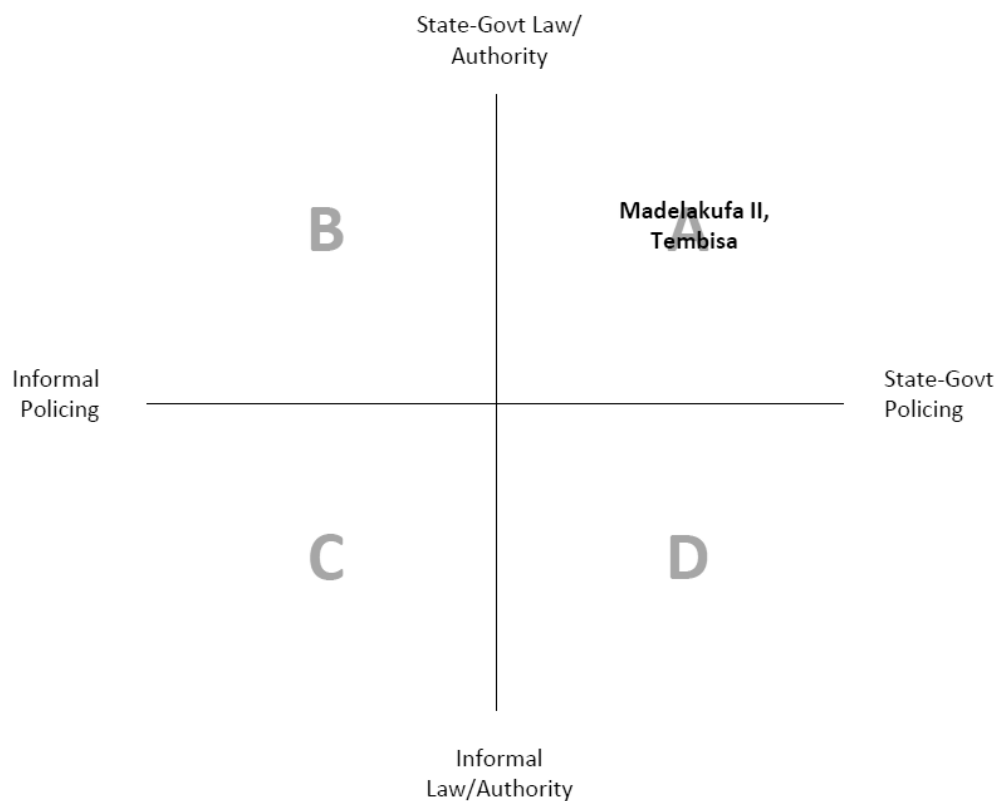 State-Govt Law/
Authority
B
A
Madelakufa II,
Tembisa
Informal
Policing
State-Govt
Policing
C
D
Informal
Law/Authority